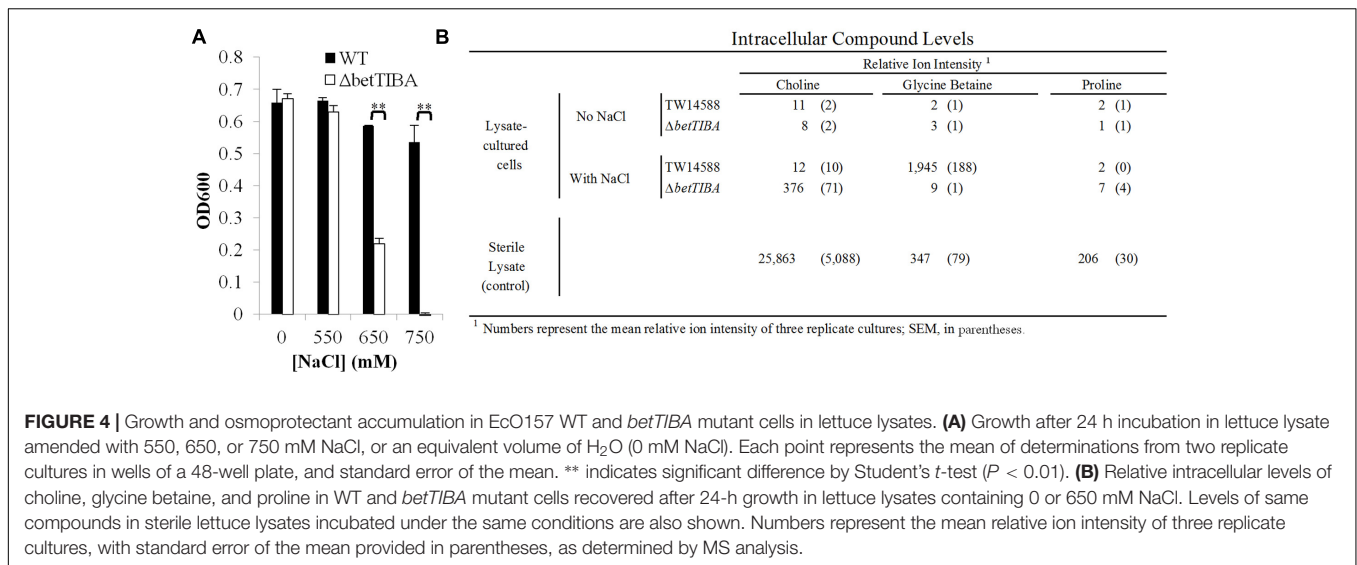 A
B
WT
ΔbetTIBA
0.8
0.7
0.6
0.5
0.4
0.3
0.2
0.1
0
OD600
**
**
0 550 650 750
[NaCl] (mM)
Intracellular Compound Levels
Relative Ion Intensity 1
Choline Glycine Betaine Proline
Lysate-cultured cells
No NaCl
TW14588 11 (2) 2 (1) 2 (1)
ΔbetTIBA 8 (2) 3 (1) 1 (1)
With NaCl
TW14588 12 (10) 1,945 (188) 2 (0)
ΔbetTIBA 376 (71) 9 (1) 7 (4)
Sterile
Lysate
(control)
25,863 (5,088) 347 (79) 206 (30)
1 Numbers represent the mean relative ion intensity of three replicate cultures; SEM, in parentheses.
FIGURE 4 | Growth and osmoprotectant accumulation in EcO157 WT and betTIBA mutant cells in lettuce lysates. (A) Growth after 24 h incubation in lettuce lysate
amended with 550, 650, or 750 mM NaCl, or an equivalent volume of H2O (0 mM NaCl). Each point represents the mean of determinations from two replicate
cultures in wells of a 48-well plate, and standard error of the mean. ** indicates significant difference by Student's t-test (P < 0.01). (B) Relative intracellular levels of
choline, glycine betaine, and proline in WT and betTIBA mutant cells recovered after 24-h growth in lettuce lysates containing 0 or 650 mM NaCl. Levels of same
compounds in sterile lettuce lysates incubated under the same conditions are also shown. Numbers represent the mean relative ion intensity of three replicate
cultures, with standard error of the mean provided in parentheses, as determined by MS analysis.